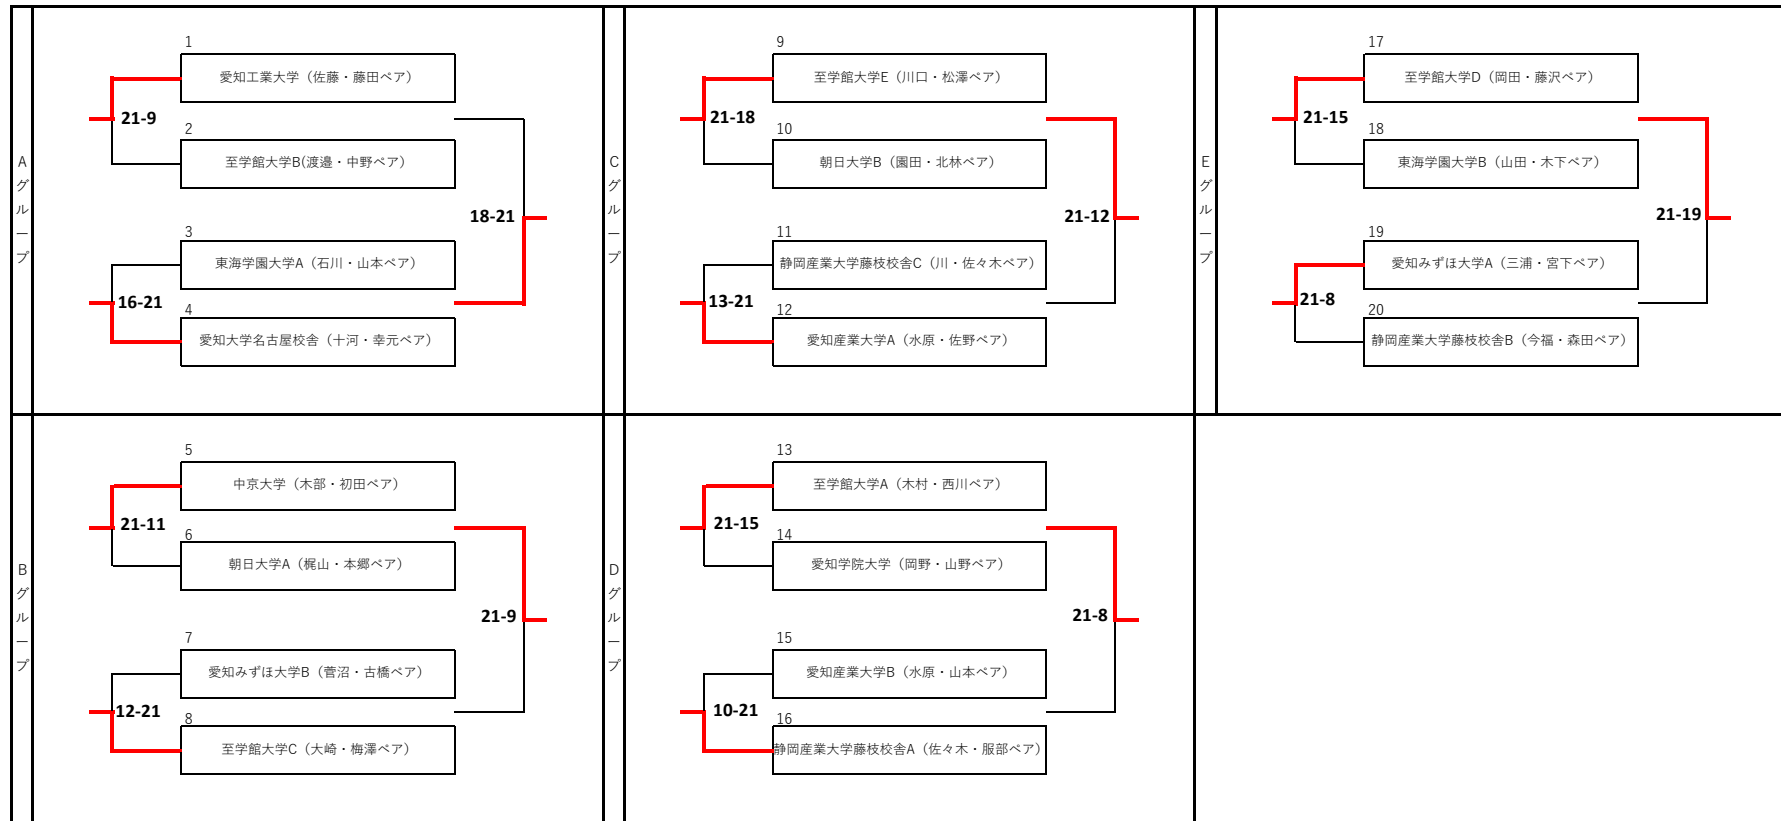 Aグループ
1
愛知工業大学（佐藤・藤田ペア）
21-9
2
至学館大学B(渡邉・中野ペア）
18-21
3
東海学園大学A（石川・山本ペア）
16-21
4
愛知大学名古屋校舎（十河・幸元ペア）
Cグループ
9
至学館大学E（川口・松澤ペア）
21-18
10
朝日大学B（園田・北林ペア）
21-12
11
静岡産業大学藤枝校舎C（川・佐々木ペア）
13-21
12
愛知産業大学A（水原・佐野ペア）
Eグループ
17
至学館大学D（岡田・藤沢ペア）
21-15
18
東海学園大学B（山田・木下ペア）
21-19
19
愛知みずほ大学A（三浦・宮下ペア）
21-8
20
静岡産業大学藤枝校舎B（今福・森田ペア）
Bグループ
5
中京大学（木部・初田ペア）
21-11
6
朝日大学A（梶山・本郷ペア）
21-9
7
愛知みずほ大学B（菅沼・古橋ペア）
12-21
8
至学館大学C（大崎・梅澤ペア）
Dグループ
13
至学館大学A（木村・西川ペア）
21-15
14
愛知学院大学（岡野・山野ペア）
21-8
15
愛知産業大学B（水原・山本ペア）
10-21
16
静岡産業大学藤枝校舎A（佐々木・服部ペア）